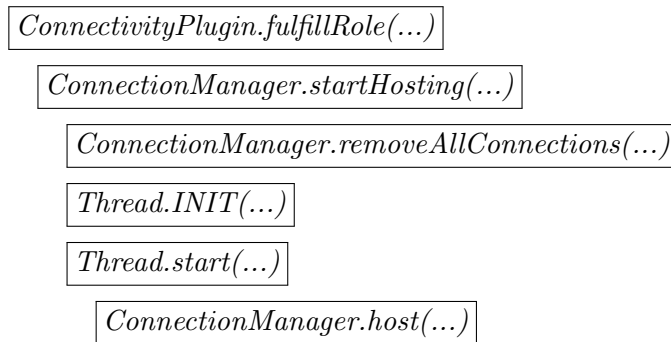 ConnectivityPlugin.fulfillRole(...)
ConnectionManager.startHosting(...)
ConnectionManager.removeAllConnections(...)
Thread.INIT(...)
Thread.start(...)
ConnectionManager.host(...)